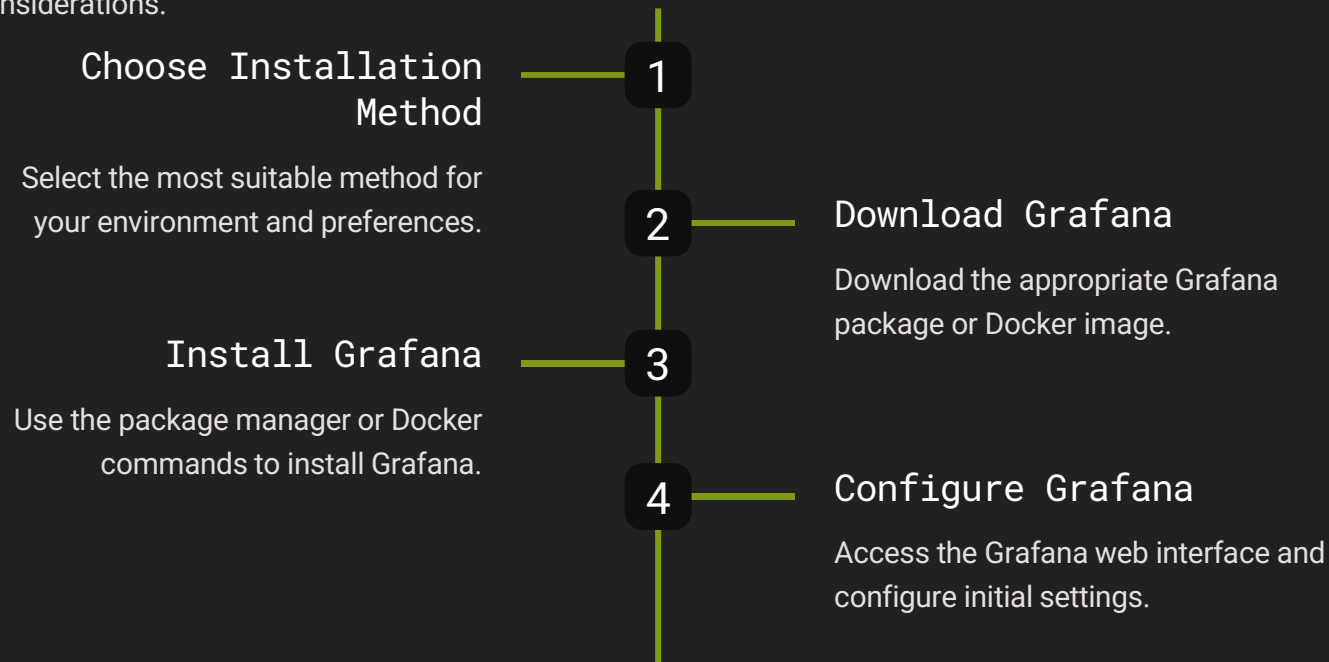 nsiderations.
1
Choose Installation
Method
Select the most suitable method for
your environment and preferences.
2
Download Grafana
Download the appropriate Grafana
package or Docker image.
3
Install Grafana
Use the package manager or Docker
commands to install Grafana.
4
Configure Grafana
Access the Grafana web interface and
configure initial settings.